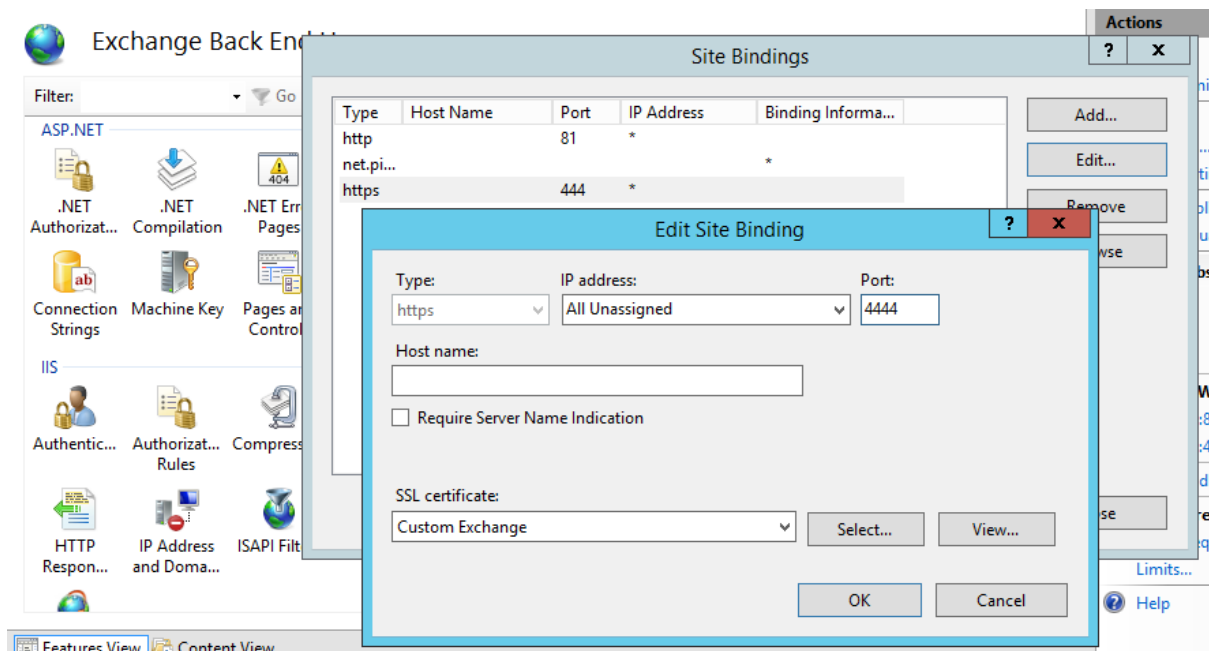 Actions
Exchange Back End
Site Bindings
? x
Filter:
Go
Type Host Name Port IP Address Binding Informa...
http 81 *
net.pi... *
https 444 *
Add...
Edit...
Remove
ASP.NET
.NET
Authorizat...
.NET
Compilation
.NET Err
Pages
404
Edit Site Binding
? x
Type:
https
IP address:
All Unassigned
Port:
4444
ab
Connection
Strings
Machine Key
Pages an
Control
Host name:
Require Server Name Indication
IIS
Authentic...
Authorizat...
Rules
Compress
SSL certificate:
Custom Exchange
Select...
View...
HTTP
Respon...
IP Address
and Doma...
ISAPI Filt
OK
Cancel
Limits...
Help
Features View
Content View